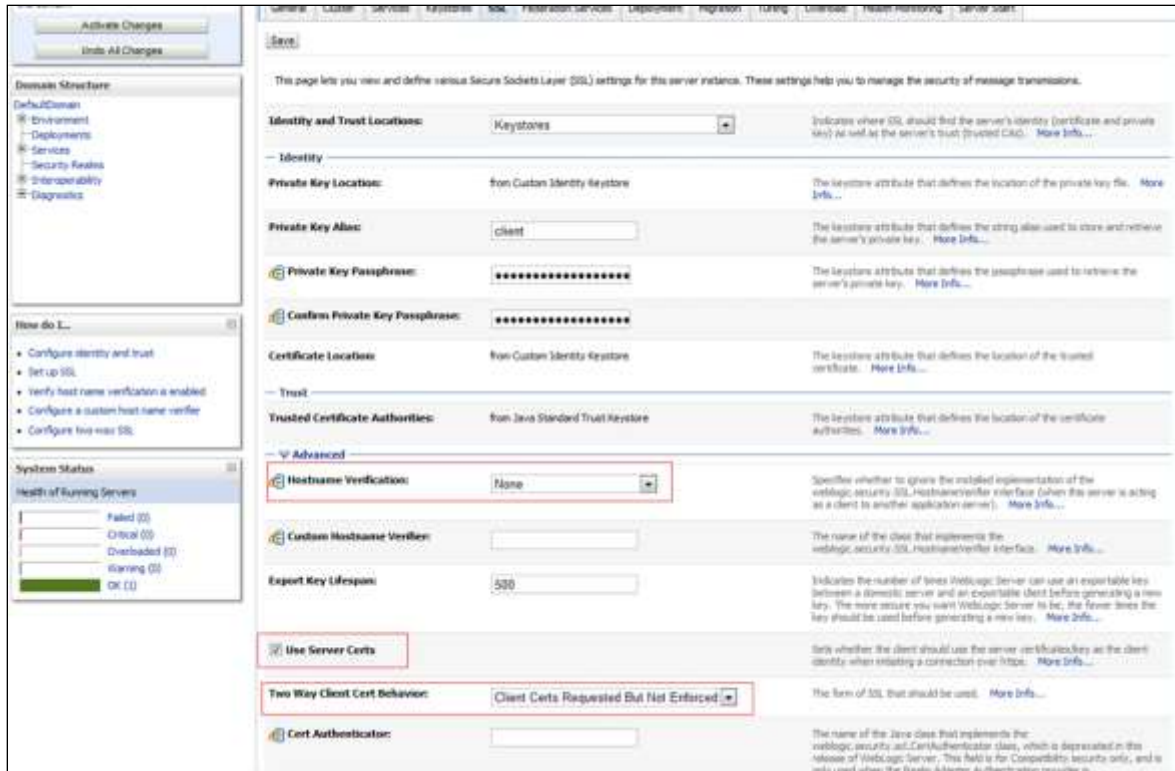 Activate Changes
Undo All Changes
Domain Structure
DefaultDomain
Environment
Deployments
Services
Security Realms
Interoperability
Diagnostics
How do I...
Configure identity and trust
Set up SSL
Verify host name verification is enabled
Configure a custom host name verifier
Configure two-way SSL
System Status
Health of Running Servers
Failed (0)
Critical (0)
Overloaded (0)
Warning (0)
OK (1)
General Cluster Services Keystores SSL Federation Services Deployment Migration Tuning Overload Health Monitoring Server Start
Save
This page lets you view and define various Secure Sockets Layer (SSL) settings for this server instance. These settings help you to manage the security of message transmissions.
Identity and Trust Locations:
Keystores
Indicates where SSL should find the server's identity (certificate and private
key) as well as the server's trust (trusted CAs). More Info...
Identity
Private Key Location:
from Custom Identity Keystore
The keystore attribute that defines the location of the private key file. More
Info...
Private Key Alias:
client
The keystore attribute that defines the string alias used to store and retrieve
the server's private key. More Info...
Private Key Passphrase:
The keystore attribute that defines the passphrase used to retrieve the
server's private key. More Info...
Confirm Private Key Passphrase:
Certificate Location:
from Custom Identity Keystore
The keystore attribute that defines the location of the trusted
certificate. More Info...
Trust
Trusted Certificate Authorities:
from Java Standard Trust Keystore
The keystore attribute that defines the location of the certificate
authorities. More Info...
Advanced
Hostname Verification:
None
Specifies whether to ignore the installed implementation of the
weblogic.security.SSL.HostnameVerifier interface (when this server is acting
as a client to another application server). More Info...
Custom Hostname Verifier:
The name of the class that implements the
weblogic.security.SSL.HostnameVerifier interface. More Info...
Export Key Lifespan:
500
Indicates the number of times WebLogic Server can use an exportable key
between a domestic server and an exportable client before generating a new
key. The more secure you want WebLogic Server to be, the fewer times the
key should be used before generating a new key. More Info...
Use Server Certs
Sets whether the client should use the server certificates/key as the client
identity when initiating a connection over https. More Info...
Two Way Client Cert Behavior:
Client Certs Requested But Not Enforced
The form of SSL that should be used. More Info...
Cert Authenticator:
The name of the Java class that implements the
weblogic.security.acl.CertAuthenticator class, which is deprecated in this
release of WebLogic Server. This field is for Compatibility security only, and is